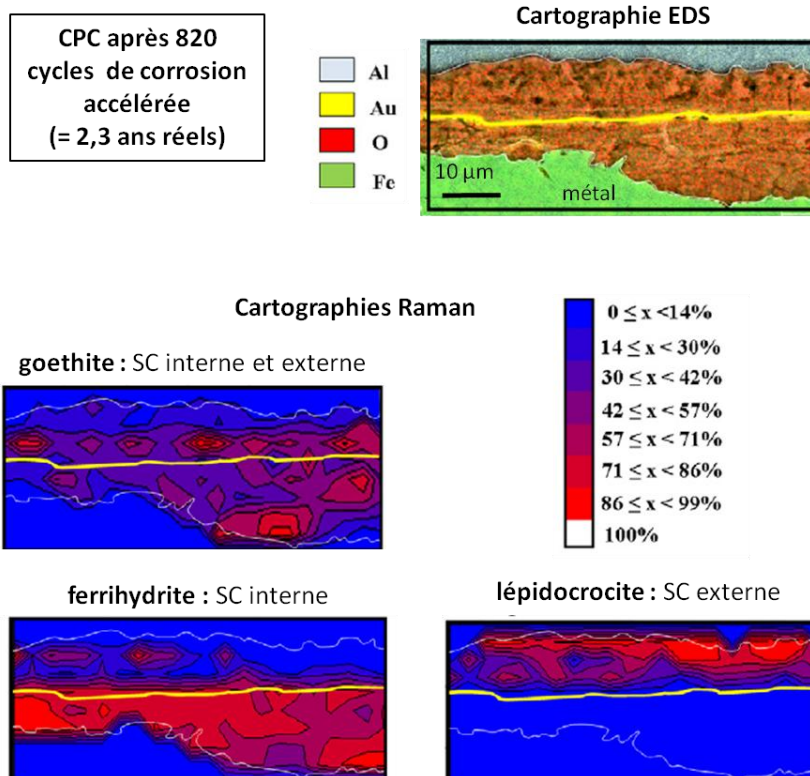 Cartographie EDS
CPC après 820
cycles de corrosion
accélérée
(= 2,3 ans réels)
Al
Au
O
Fe
10 µm
métal
Cartographies Raman
0 ≤ x <14%
14 ≤ x < 30%
30 ≤ x < 42%
42 ≤ x < 57%
57 ≤ x < 71%
71 ≤ x < 86%
86 ≤ x < 99%
100%
goethite : SC interne et externe
ferrihydrite : SC interne
lépidocrocite : SC externe